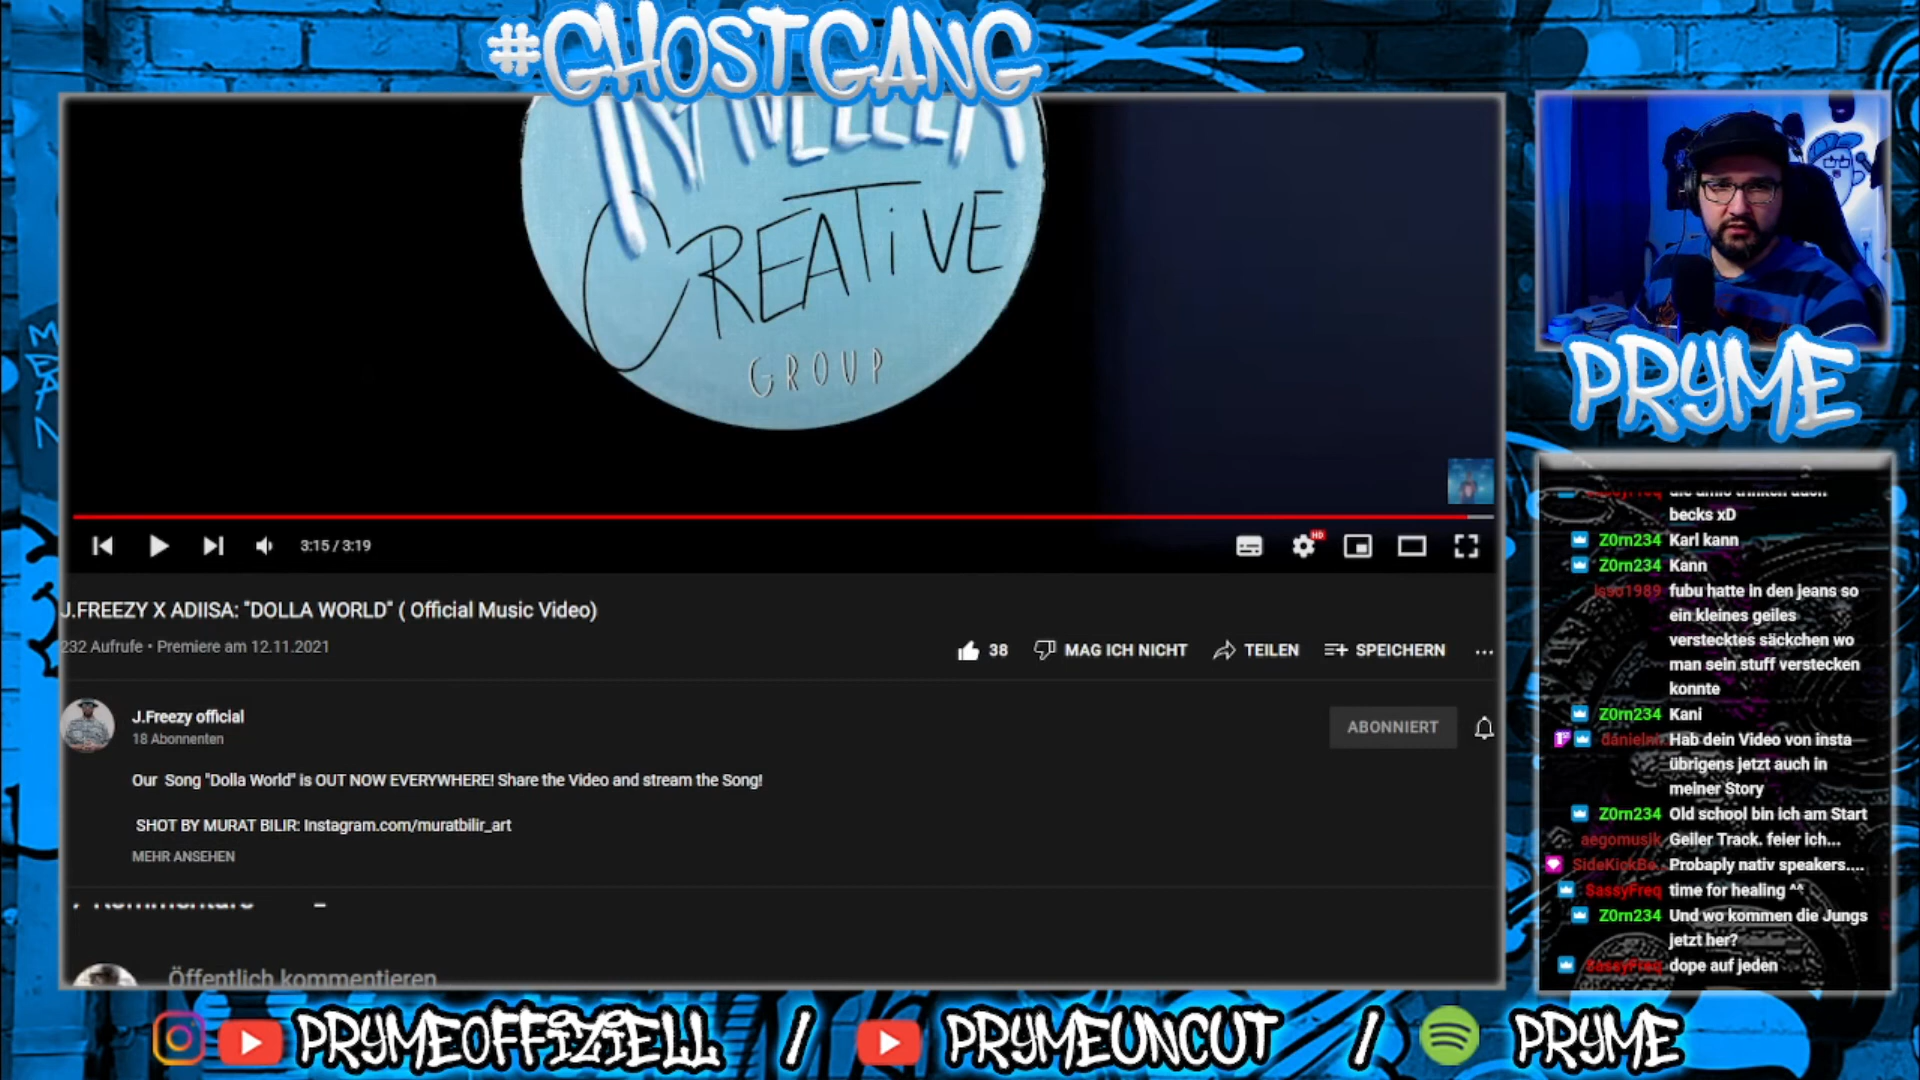 #GHOSTGANG
CREATIVE
GROUP
3:15 / 3:19
HD
J.FREEZY X ADIISA: "DOLLA WORLD" ( Official Music Video)
232 Aufrufe • Premiere am 12.11.2021
38
MAG ICH NICHT
TEILEN
SPEICHERN
J.Freezy official
18 Abonnenten
ABONNIERT
Our Song "Dolla World" is OUT NOW EVERYWHERE! Share the Video and stream the Song!
SHOT BY MURAT BILIR: Instagram.com/muratbilir_art
MEHR ANSEHEN
Öffentlich kommentieren
PRYME
becks xD
Z0rn234 Karl kann
Z0rn234 Kann
Isso1989 fubu hatte in den jeans so
ein kleines geiles
verstecktes säckchen wo
man sein stuff verstecken
konnte
Z0rn234 Kani
Hab dein Video von insta
übrigens jetzt auch in
meiner Story
Z0rn234 Old school bin ich am Start
aegomusik Geiler Track. feier ich...
SideKickBe... Probaply nativ speakers....
SassyFreq time for healing ^^
Z0rn234 Und wo kommen die Jungs
jetzt her?
SassyFreq dope auf jeden
PRYMEOFFIZIELL / PRYMEUNCUT / PRYME